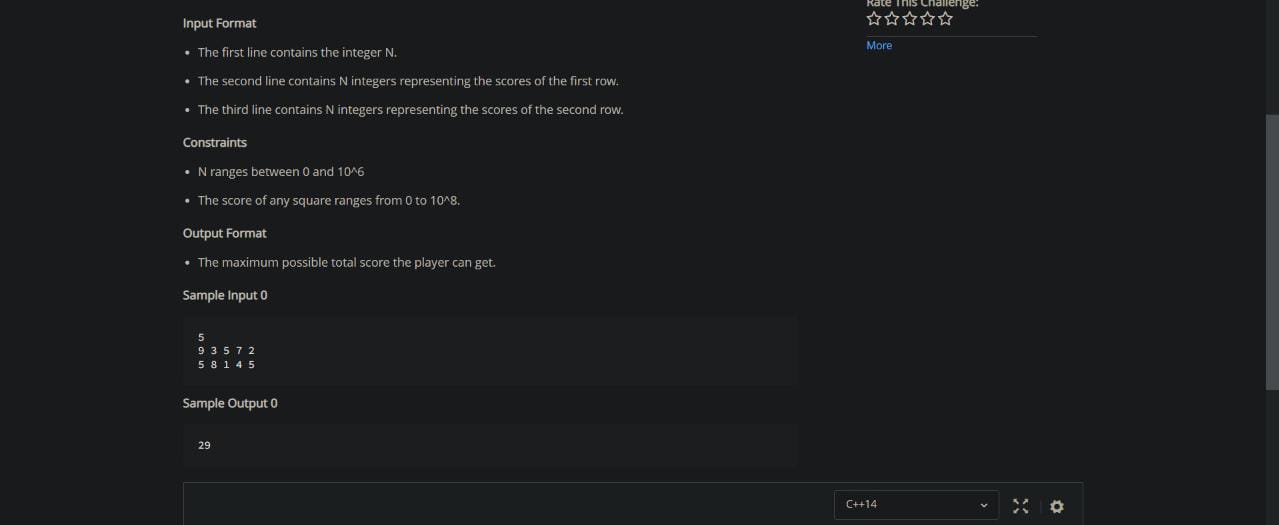 Rate This Challenge:
More
Input Format
The first line contains the integer N.
The second line contains N integers representing the scores of the first row.
The third line contains N integers representing the scores of the second row.
Constraints
N ranges between 0 and 10^6
The score of any square ranges from 0 to 10^8.
Output Format
The maximum possible total score the player can get.
Sample Input 0
5
9 3 5 7 2
5 8 1 4 5
Sample Output 0
29
C++14